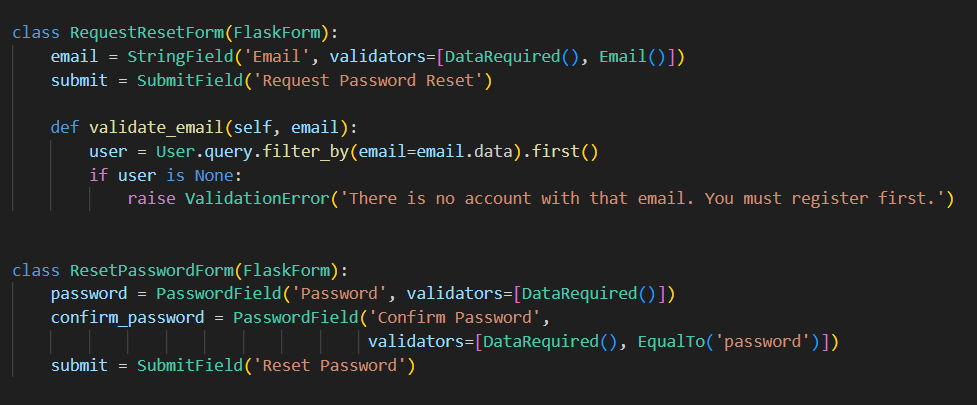 class RequestResetForm(FlaskForm):
    email = StringField('Email', validators=[DataRequired(), Email()])
    submit = SubmitField('Request Password Reset')

    def validate_email(self, email):
        user = User.query.filter_by(email=email.data).first()
        if user is None:
            raise ValidationError('There is no account with that email. You must register first.')


class ResetPasswordForm(FlaskForm):
    password = PasswordField('Password', validators=[DataRequired()])
    confirm_password = PasswordField('Confirm Password',
                                     validators=[DataRequired(), EqualTo('password')])
    submit = SubmitField('Reset Password')